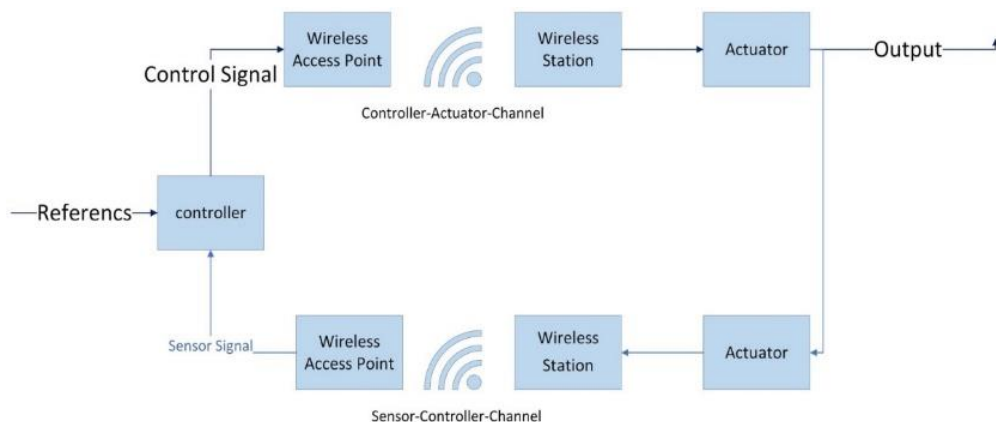 Wireless
Access Point
Wireless
Station
Actuator
Output
Control Signal
Controller-Actuator-Channel
Referencs
controller
Sensor Signal
Wireless
Access Point
Wireless
Station
Actuator
Sensor-Controller-Channel